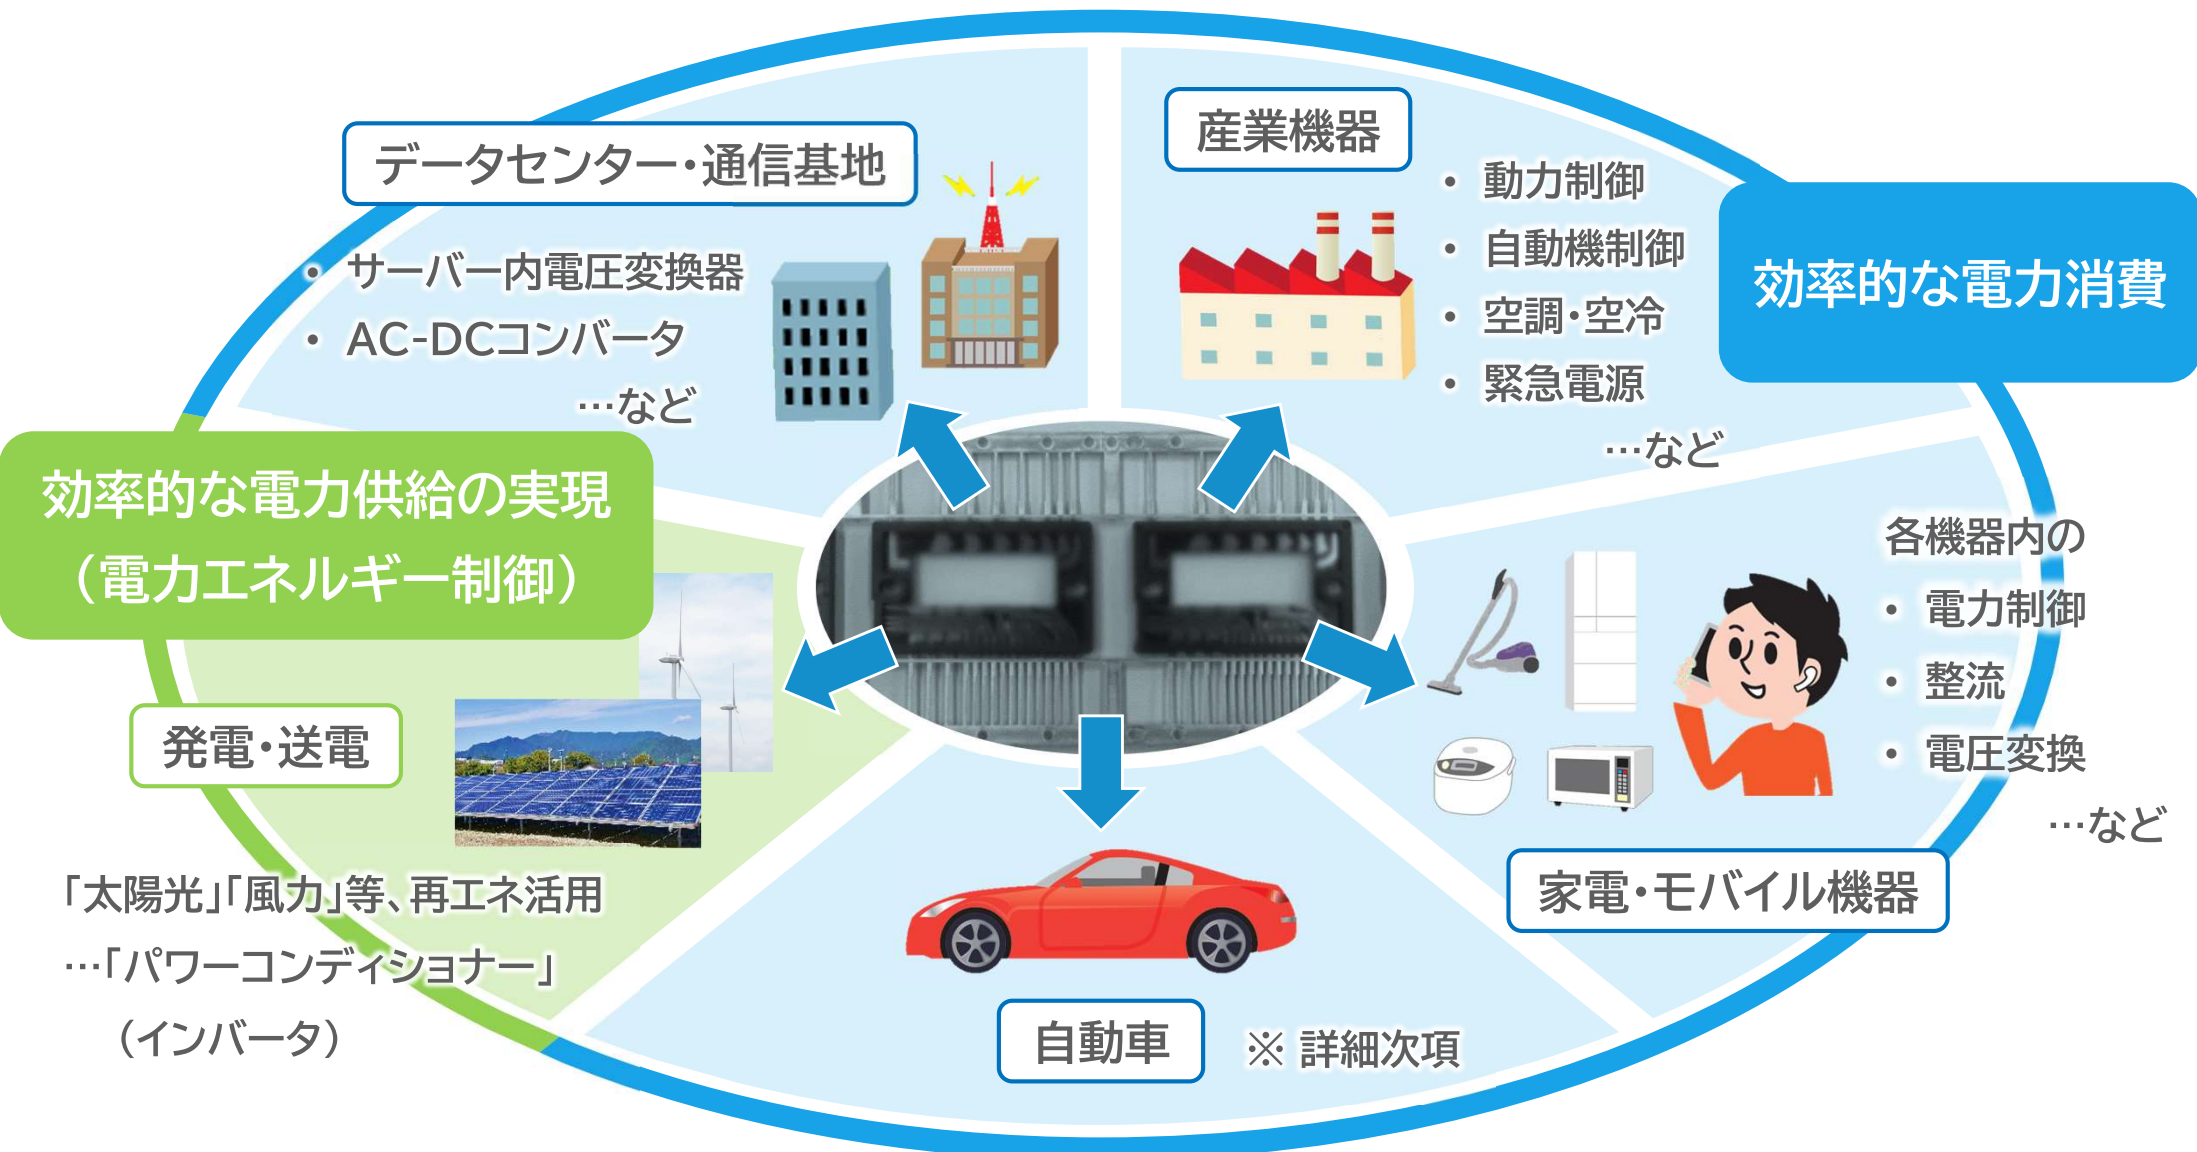 データセンター・通信基地
・ サーバー内電圧変換器
・ AC-DCコンバータ
…など
産業機器
・ 動力制御
・ 自動機制御
・ 空調・空冷
・ 緊急電源
…など
効率的な電力消費
効率的な電力供給の実現
（電力エネルギー制御）
発電・送電
「太陽光」「風力」等、再エネ活用
…「パワーコンディショナー」
（インバータ）
各機器内の
・ 電力制御
・ 整流
・ 電圧変換
…など
家電・モバイル機器
自動車
※ 詳細次項